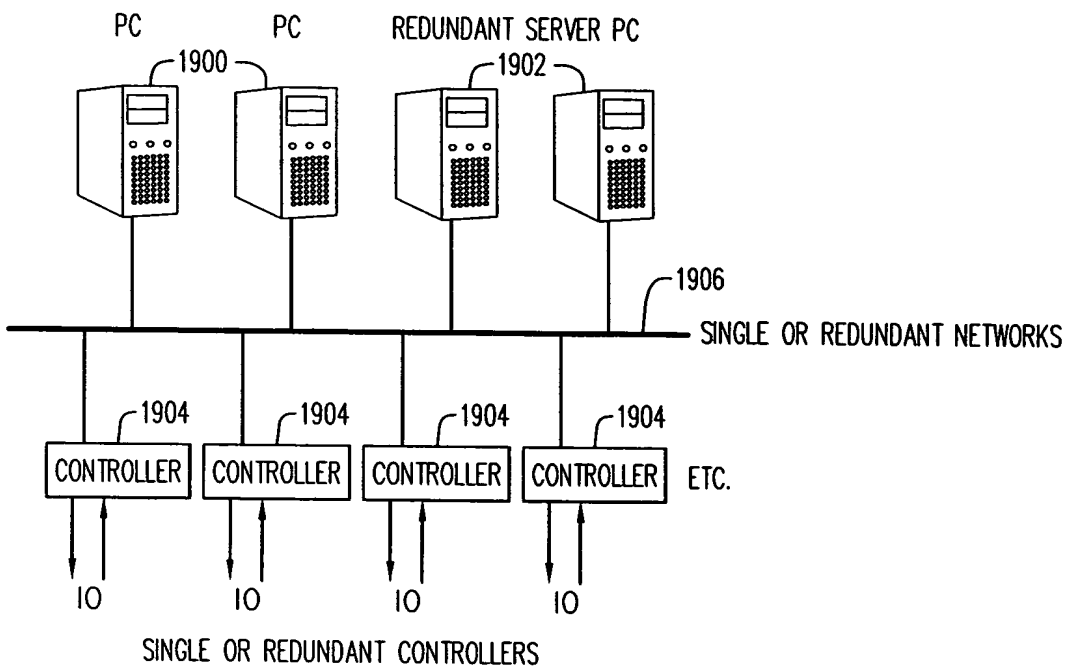 PC PC REDUNDANT SERVER PC
1900 1902
1906
SINGLE OR REDUNDANT NETWORKS
1904 1904 1904 1904
CONTROLLER CONTROLLER CONTROLLER CONTROLLER ETC.
IO IO IO IO
SINGLE OR REDUNDANT CONTROLLERS